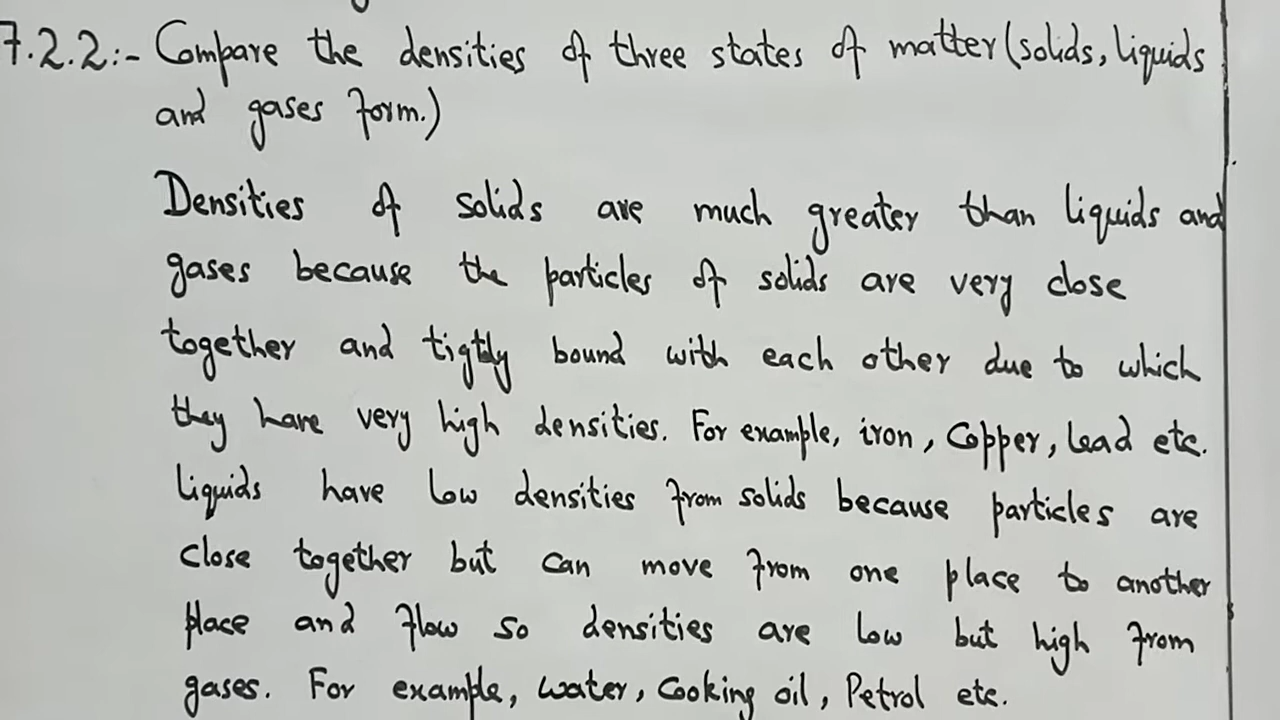 7.2.2:- Compare the densities of three states of matter (solids, liquids
and gases form.)
Densities of solids are much greater than liquids and
gases because the particles of solids are very close
together and tigtly bound with each other due to which
they have very high densities. For example, iron, Copper, lead etc.
liquids have low densities from solids because particles are
close together but can move from one place to another
place and flow so densities are low but high from
gases. For example, water, cooking oil, Petrol etc.